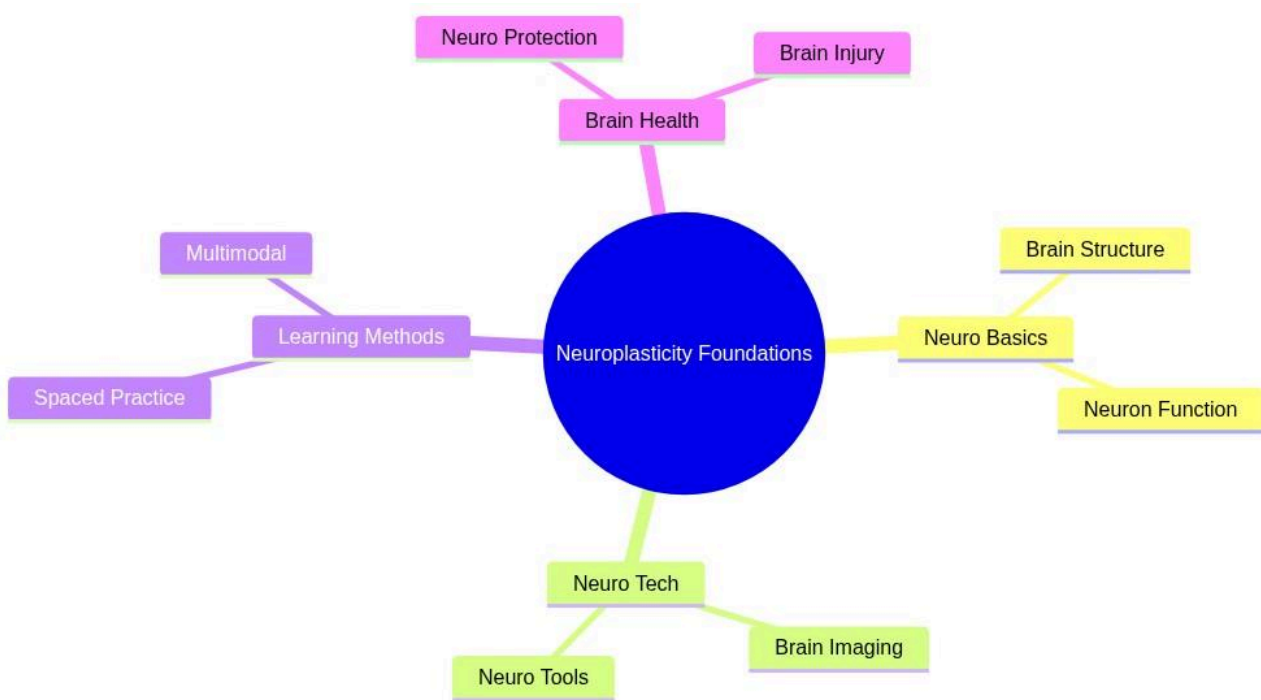 Neuro Protection
Brain Injury
Brain Health
Multimodal
Brain Structure
Learning Methods
Neuroplasticity Foundations
Neuro Basics
Spaced Practice
Neuron Function
Neuro Tech
Brain Imaging
Neuro Tools